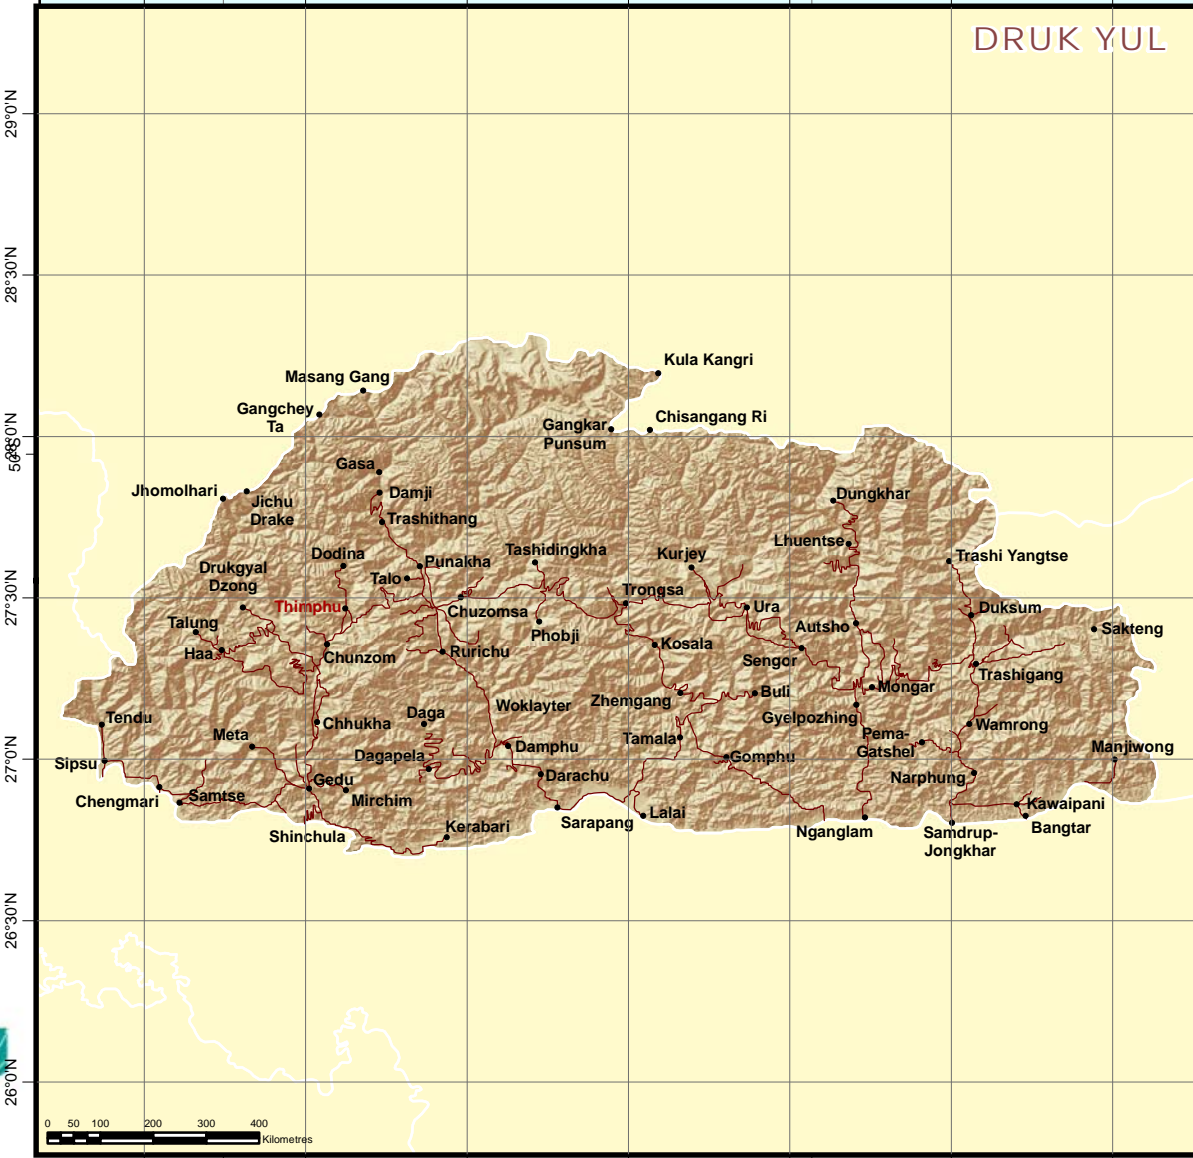 DRUK YUL
29°0'N
28°30'N
Kula Kangri
Masang Gang
Gangchey
Ta
Chisangang Ri
Gangkar
Punsum
28°0'N
Gasa
Damji
Jhomolhari
Jichu
Drake
Dungkhar
Trashithang
Lhuentse
Dodina
Tashidingkha
Kurjey
Trashi Yangtse
Drukgyal
Dzong
Punakha
Talo
Trongsa
27°30'N
Thimphu
Chuzomsa
Ura
Duksum
Talung
Phobji
Autsho
Sakteng
Haa
Chunzom
Rurichu
Kosala
Sengor
Trashigang
Mongar
Zhemgang
Buli
Woklayter
Tendu
Chhukha
Daga
Gyelpozhing
Wamrong
Meta
Tamala
Pema-
Gatshel
Damphu
Manjiwong
Dagapela
Gomphu
27°0'N
Sipsu
Gedu
Darachu
Narphung
Chengmari
Samtse
Mirchim
Kawaipani
Lalai
Sarapang
Kerabari
Shinchula
Nganglam
Samdrup-
Jongkhar
Bangtar
26°30'N
26°0'N
0 50 100 200 300 400
Kilometres